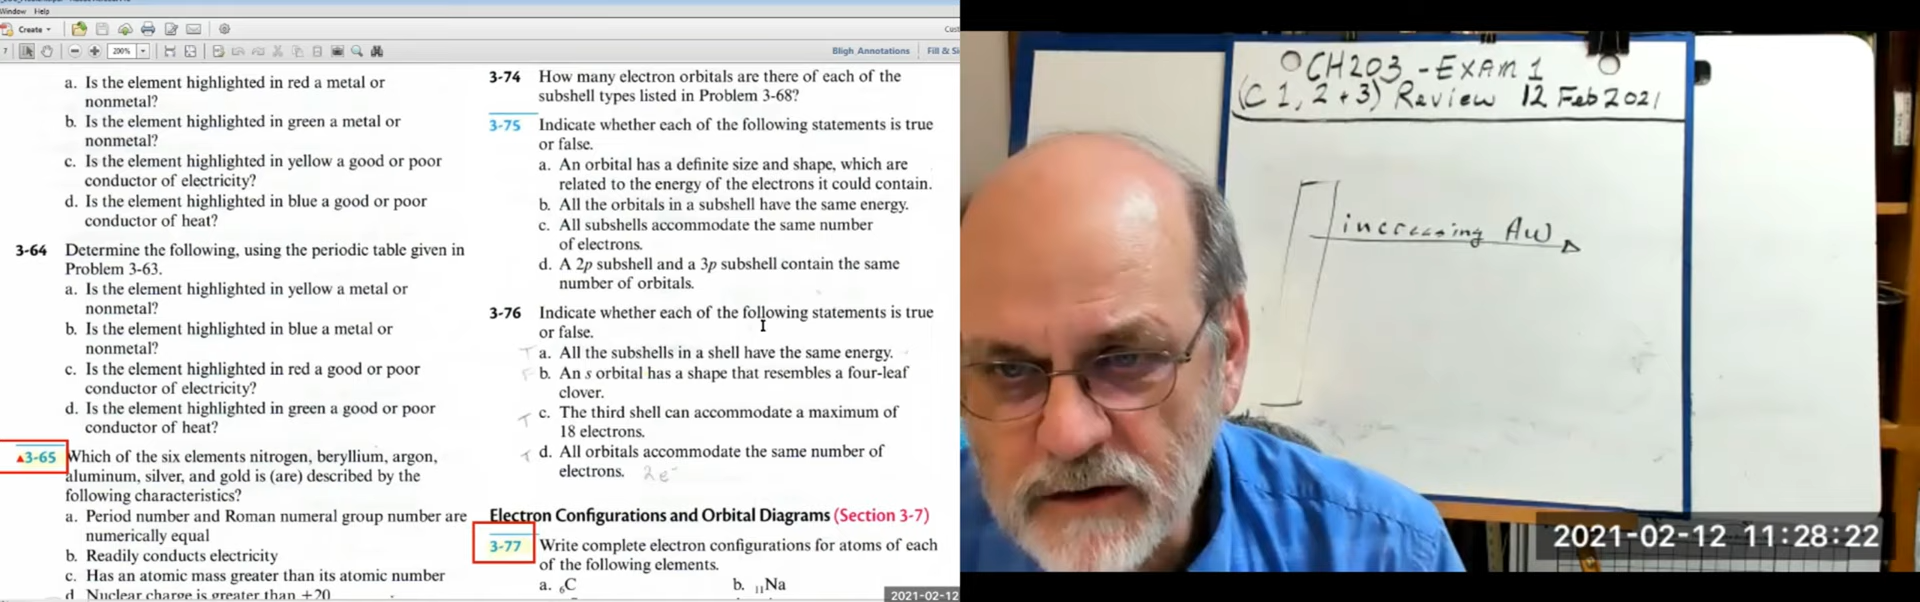 Window Help
Create
7
200%
Bligh Annotations
Fill &
a. Is the element highlighted in red a metal or
nonmetal?
b. Is the element highlighted in green a metal or
nonmetal?
c. Is the element highlighted in yellow a good or poor
conductor of electricity?
d. Is the element highlighted in blue a good or poor
conductor of heat?
3-64 Determine the following, using the periodic table given in
Problem 3-63.
a. Is the element highlighted in yellow a metal or
nonmetal?
b. Is the element highlighted in blue a metal or
nonmetal?
c. Is the element highlighted in red a good or poor
conductor of electricity?
d. Is the element highlighted in green a good or poor
conductor of heat?
▲3-65 Which of the six elements nitrogen, beryllium, argon,
aluminum, silver, and gold is (are) described by the
following characteristics?
a. Period number and Roman numeral group number are
numerically equal
b. Readily conducts electricity
c. Has an atomic mass greater than its atomic number
d. Nuclear charge is greater than +20
3-74 How many electron orbitals are there of each of the
subshell types listed in Problem 3-68?
3-75 Indicate whether each of the following statements is true
or false.
a. An orbital has a definite size and shape, which are
related to the energy of the electrons it could contain.
b. All the orbitals in a subshell have the same energy.
c. All subshells accommodate the same number
of electrons.
d. A 2p subshell and a 3p subshell contain the same
number of orbitals.
3-76 Indicate whether each of the following statements is true
or false.
T a. All the subshells in a shell have the same energy.
F b. An s orbital has a shape that resembles a four-leaf
clover.
T c. The third shell can accommodate a maximum of
18 electrons.
T d. All orbitals accommodate the same number of
electrons. 2e⁻
Electron Configurations and Orbital Diagrams (Section 3-7)
3-77 Write complete electron configurations for atoms of each
of the following elements.
a. ₆C b. ₁₁Na
2021-02-12
CH203 - EXAM 1
(C 1, 2 + 3) Review 12 Feb 2021
increasing AW
2021-02-12 11:28:22